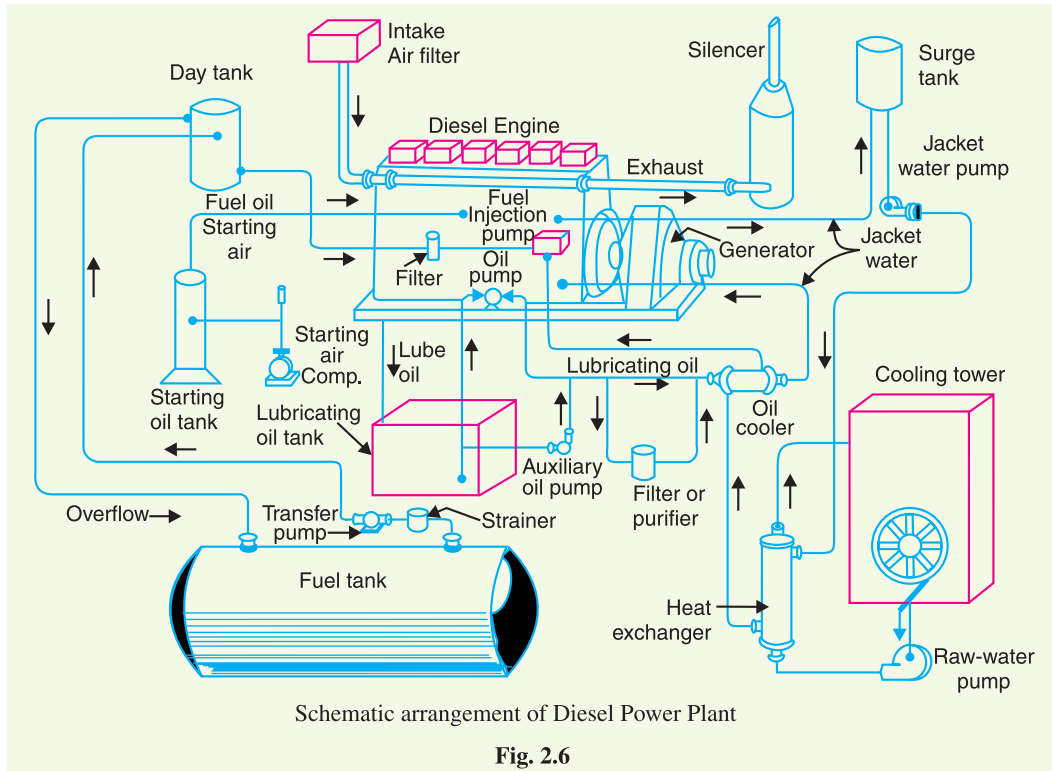 Intake
Air filter
Silencer
Surge
tank
Day tank
Diesel Engine
Jacket
water pump
Exhaust
Fuel oil
Starting
air
Fuel
Injection
pump
Generator
Jacket
water
Filter
Oil
pump
Starting
air
Comp.
Lube
oil
Lubricating oil
Cooling tower
Starting
oil tank
Lubricating
oil tank
Oil
cooler
Auxiliary
oil pump
Filter or
purifier
Overflow
Transfer
pump
Strainer
Fuel tank
Heat
exchanger
Raw-water
pump
Schematic arrangement of Diesel Power Plant
Fig. 2.6